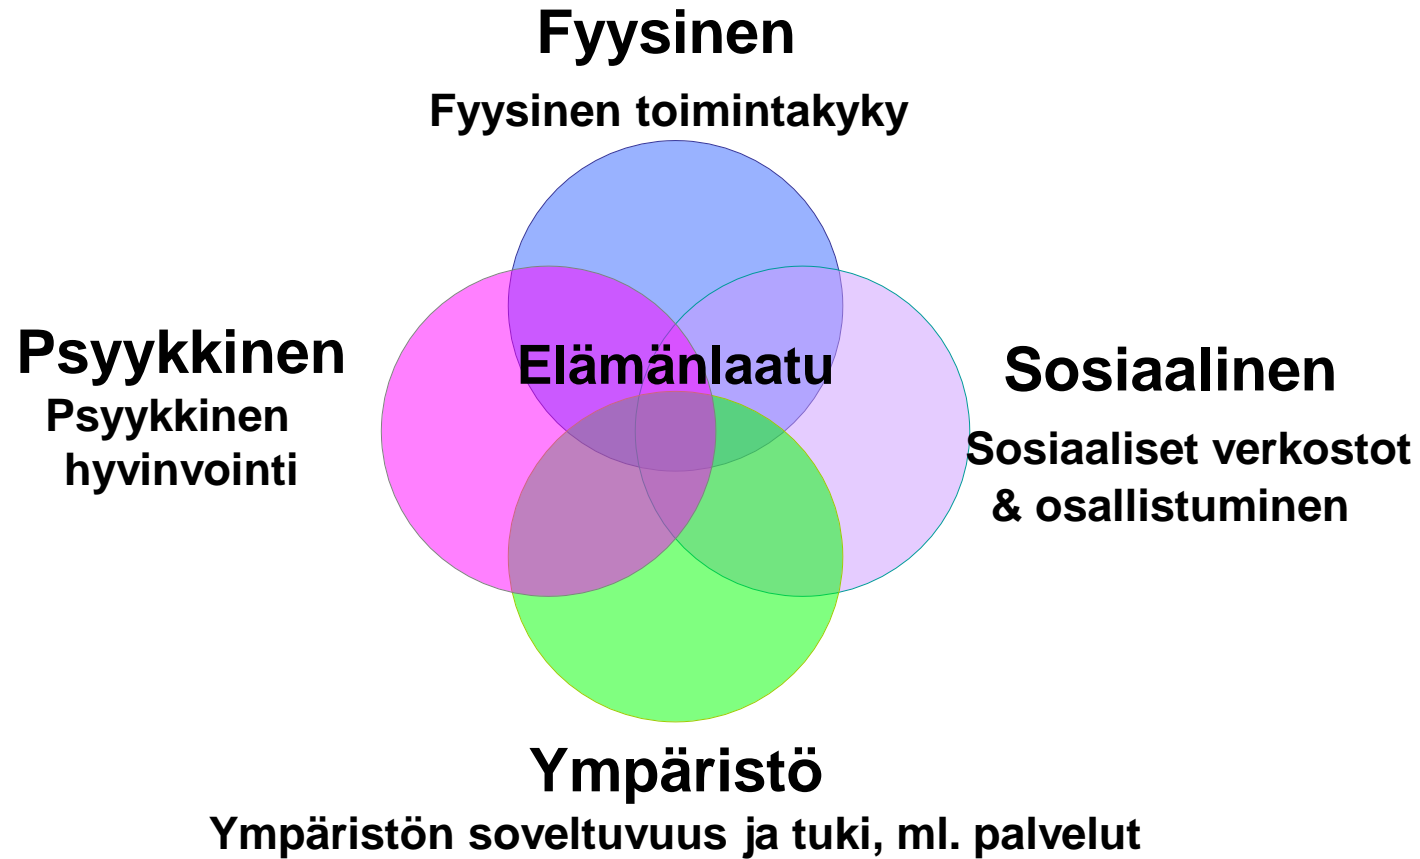 Fyysinen
Fyysinen toimintakyky
Psyykkinen
Psyykkinen
hyvinvointi
Elämänlaatu
Sosiaalinen
Sosiaaliset verkostot
& osallistuminen
Ympäristö
Ympäristön soveltuvuus ja tuki, ml. palvelut